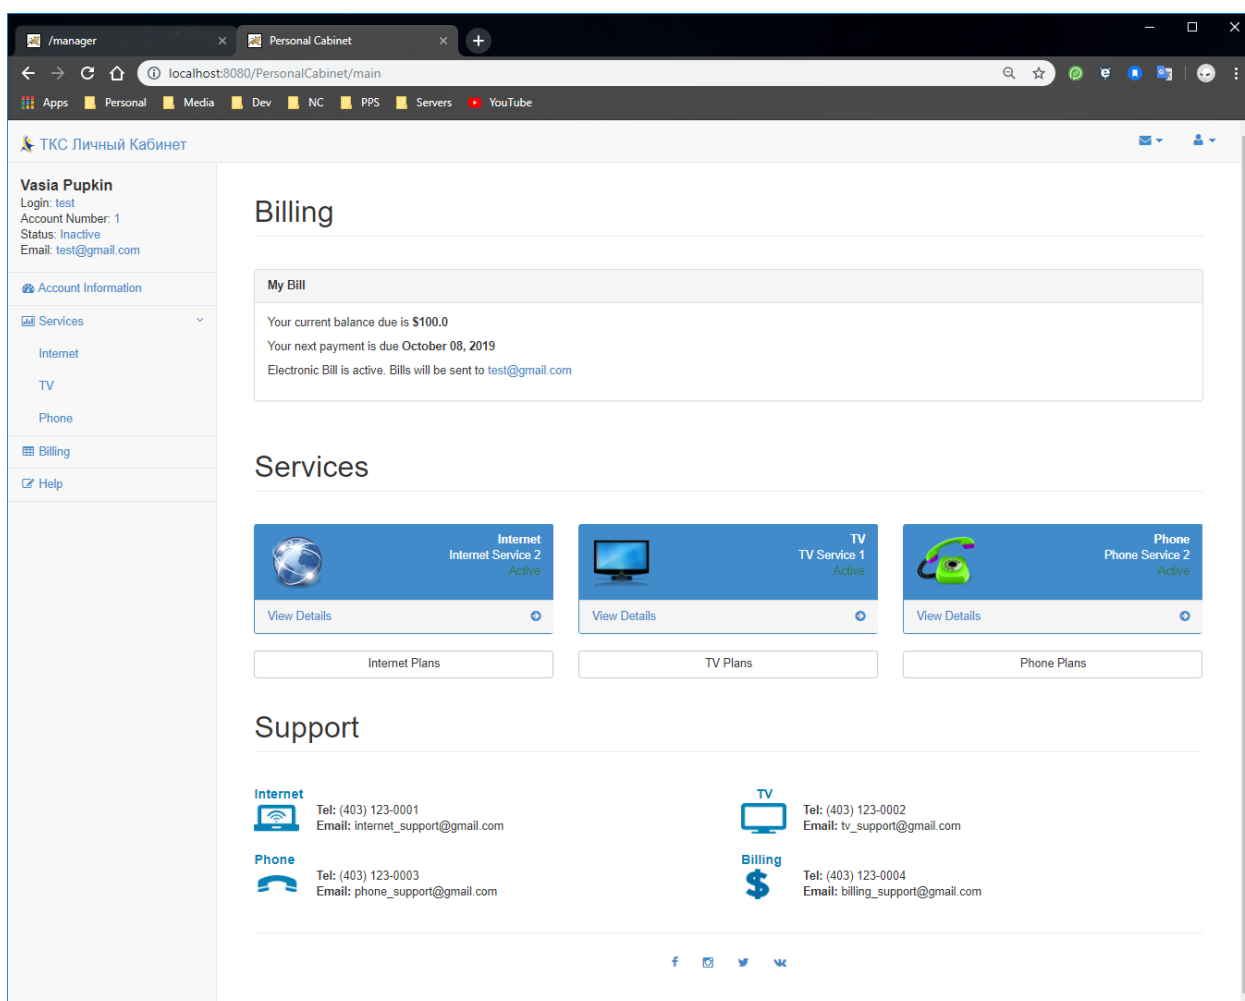 /manager
Personal Cabinet
localhost:8080/PersonalCabinet/main
Apps Personal Media Dev NC PPS Servers YouTube
ТКС Личный Кабинет
Vasia Pupkin
Login: test
Account Number: 1
Status: Inactive
Email: test@gmail.com
Account Information
Services
Internet
TV
Phone
Billing
Help
Billing
My Bill
Your current balance due is $100.0
Your next payment is due October 08, 2019
Electronic Bill is active. Bills will be sent to test@gmail.com
Services
Internet
Internet Service 2
Active
View Details
Internet Plans
TV
TV Service 1
Active
View Details
TV Plans
Phone
Phone Service 2
Active
View Details
Phone Plans
Support
Internet
Tel: (403) 123-0001
Email: internet_support@gmail.com
TV
Tel: (403) 123-0002
Email: tv_support@gmail.com
Phone
Tel: (403) 123-0003
Email: phone_support@gmail.com
Billing
Tel: (403) 123-0004
Email: billing_support@gmail.com